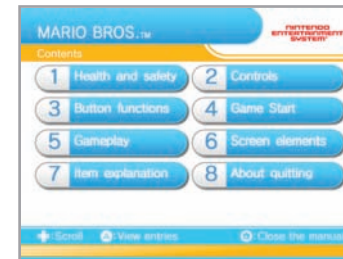 MARIO BROS.™
Nintendo
ENTERTAINMENT
SYSTEM
Contents
1 Health and safety
2 Controls
3 Button functions
4 Game Start
5 Gameplay
6 Screen elements
7 Item explanation
8 About quitting
:Scroll :View entries :Close the manual